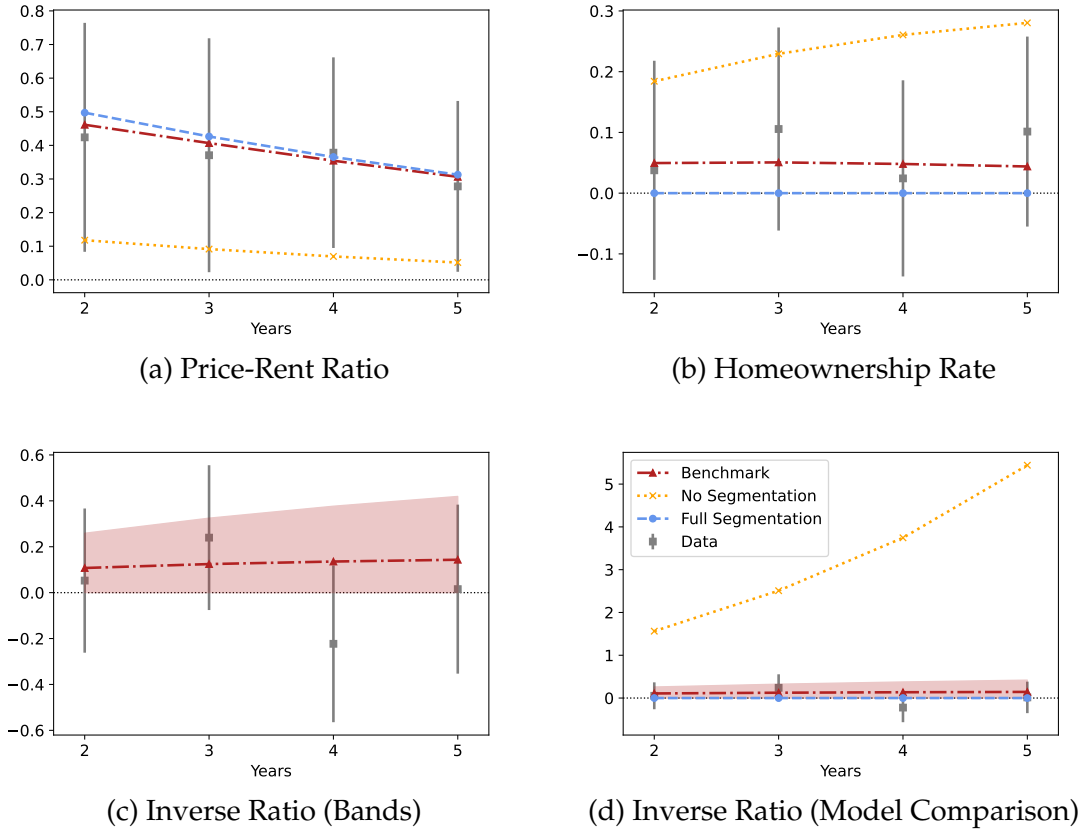 0.8
0.7
0.6
0.5
0.4
0.3
0.2
0.1
0.0
2 3 4 5
Years
(a) Price-Rent Ratio
0.3
0.2
0.1
0.0
−0.1
2 3 4 5
Years
(b) Homeownership Rate
0.6
0.4
0.2
0.0
−0.2
−0.4
−0.6
2 3 4 5
Years
(c) Inverse Ratio (Bands)
5
4
3
2
1
0
Benchmark
No Segmentation
Full Segmentation
Data
2 3 4 5
Years
(d) Inverse Ratio (Model Comparison)